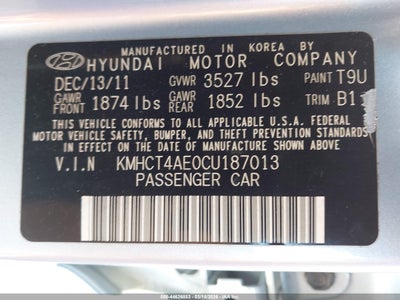 MANUFACTURED IN KOREA BY
HYUNDAI MOTOR COMPANY
DEC/13/11 GVWR 3527 lbs PAINT T9U
GAWR FRONT 1874 lbs GAWR REAR 1852 lbs TRIM B1
THIS VEHICLE CONFORMS TO ALL APPLICABLE U.S.A. FEDERAL
MOTOR VEHICLE SAFETY, BUMPER, AND THEFT PREVENTION
STANDARDS IN EFFECT ON THE DATE OF MANUFACTURE
SHOWN ABOVE.
V.I.N KMHCT4AE0CU187013
PASSENGER CAR